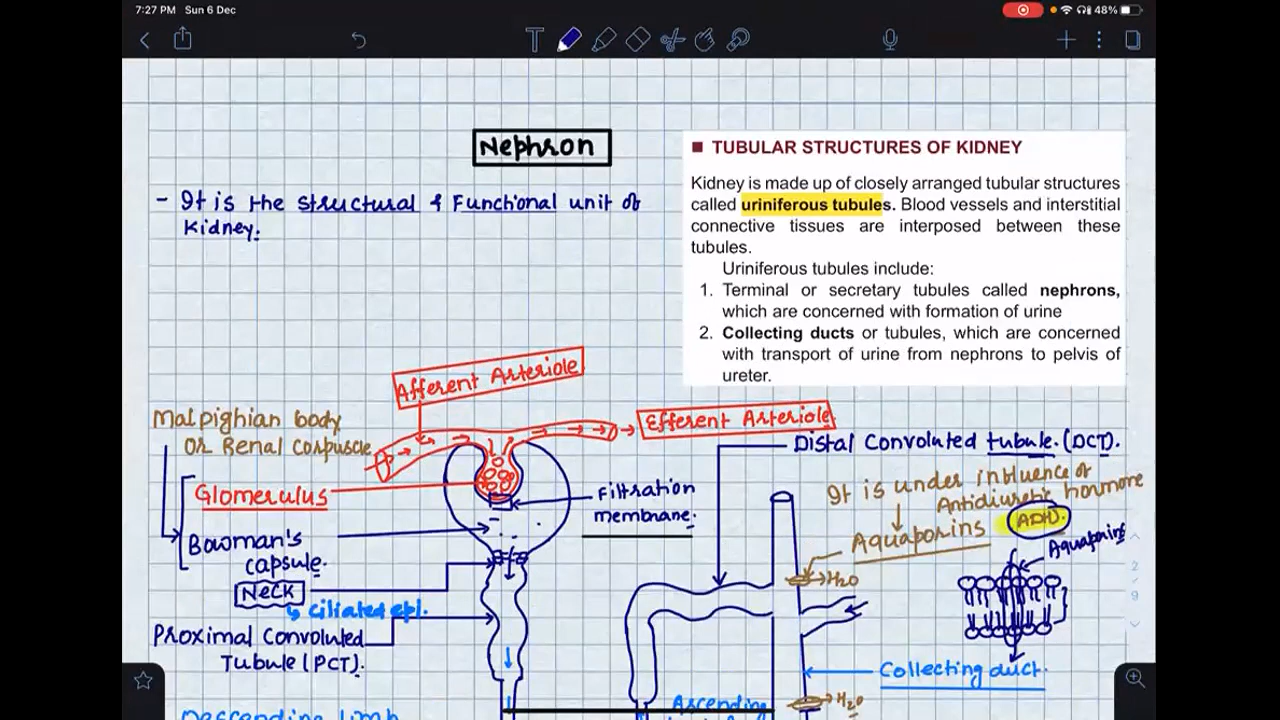 7:27 PM Sun 6 Dec
48%
Nephron
■ TUBULAR STRUCTURES OF KIDNEY
Kidney is made up of closely arranged tubular structures
called uriniferous tubules. Blood vessels and interstitial
connective tissues are interposed between these
tubules.
Uriniferous tubules include:
1. Terminal or secretary tubules called nephrons,
which are concerned with formation of urine
2. Collecting ducts or tubules, which are concerned
with transport of urine from nephrons to pelvis of
ureter.
- It is the structural & Functional unit of
Kidney.
Afferent Arteriole
Efferent Arteriole
Malpighian body
or Renal Corpuscle
Glomerulus
Bowman's
capsule.
Neck
ciliated epl.
Proximal Convoluted
Tubule (PCT).
Descending limb
Filtration
membrane.
Distal Convoluted tubule. (DCT).
It is under influence of
Antidiuretic hormone
ADH.
Aquaporins
Aquaporins
H2O
Collecting duct.
H2O
Ascending
2
9